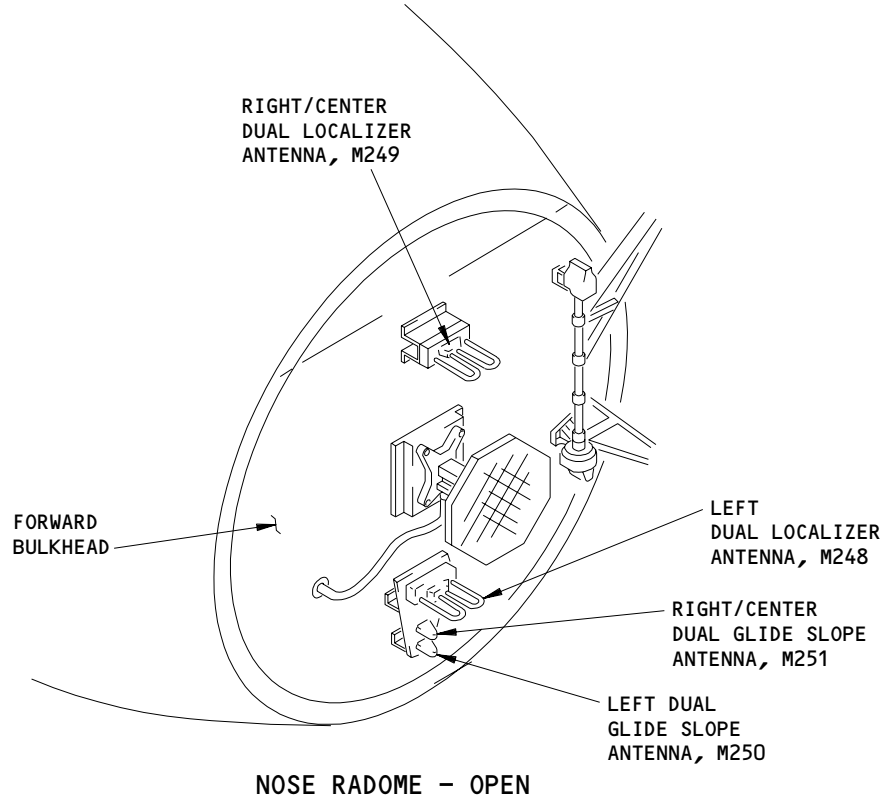 RIGHT/CENTER
DUAL LOCALIZER
ANTENNA, M249
FORWARD
BULKHEAD
LEFT
DUAL LOCALIZER
ANTENNA, M248
RIGHT/CENTER
DUAL GLIDE SLOPE
ANTENNA, M251
LEFT DUAL
GLIDE SLOPE
ANTENNA, M250
NOSE RADOME – OPEN